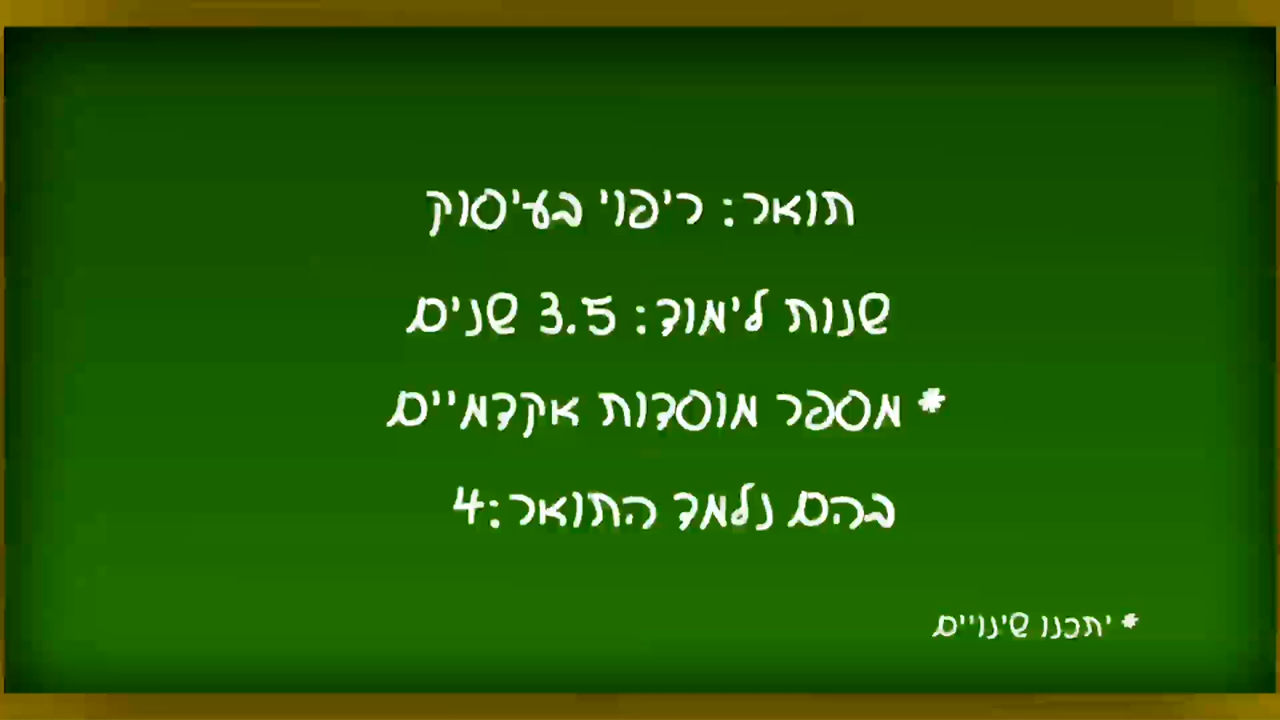 תואר: ריפוי בעיסוק
שנות לימוד: 3.5 שנים
* מספר מוסדות אקדמיים
בהם נלמד התואר:4
* יתכנו שינויים